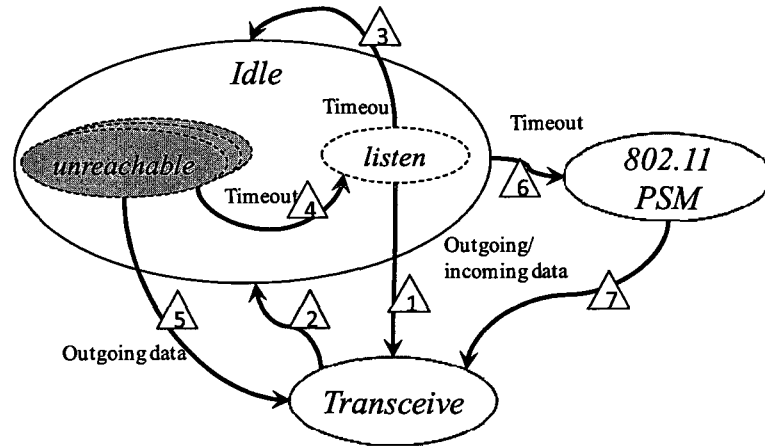 3
Idle
Timeout
Timeout
unreachable
listen
802.11
PSM
Timeout
4
6
Outgoing/
incoming data
5
2
1
7
Outgoing data
Transceive